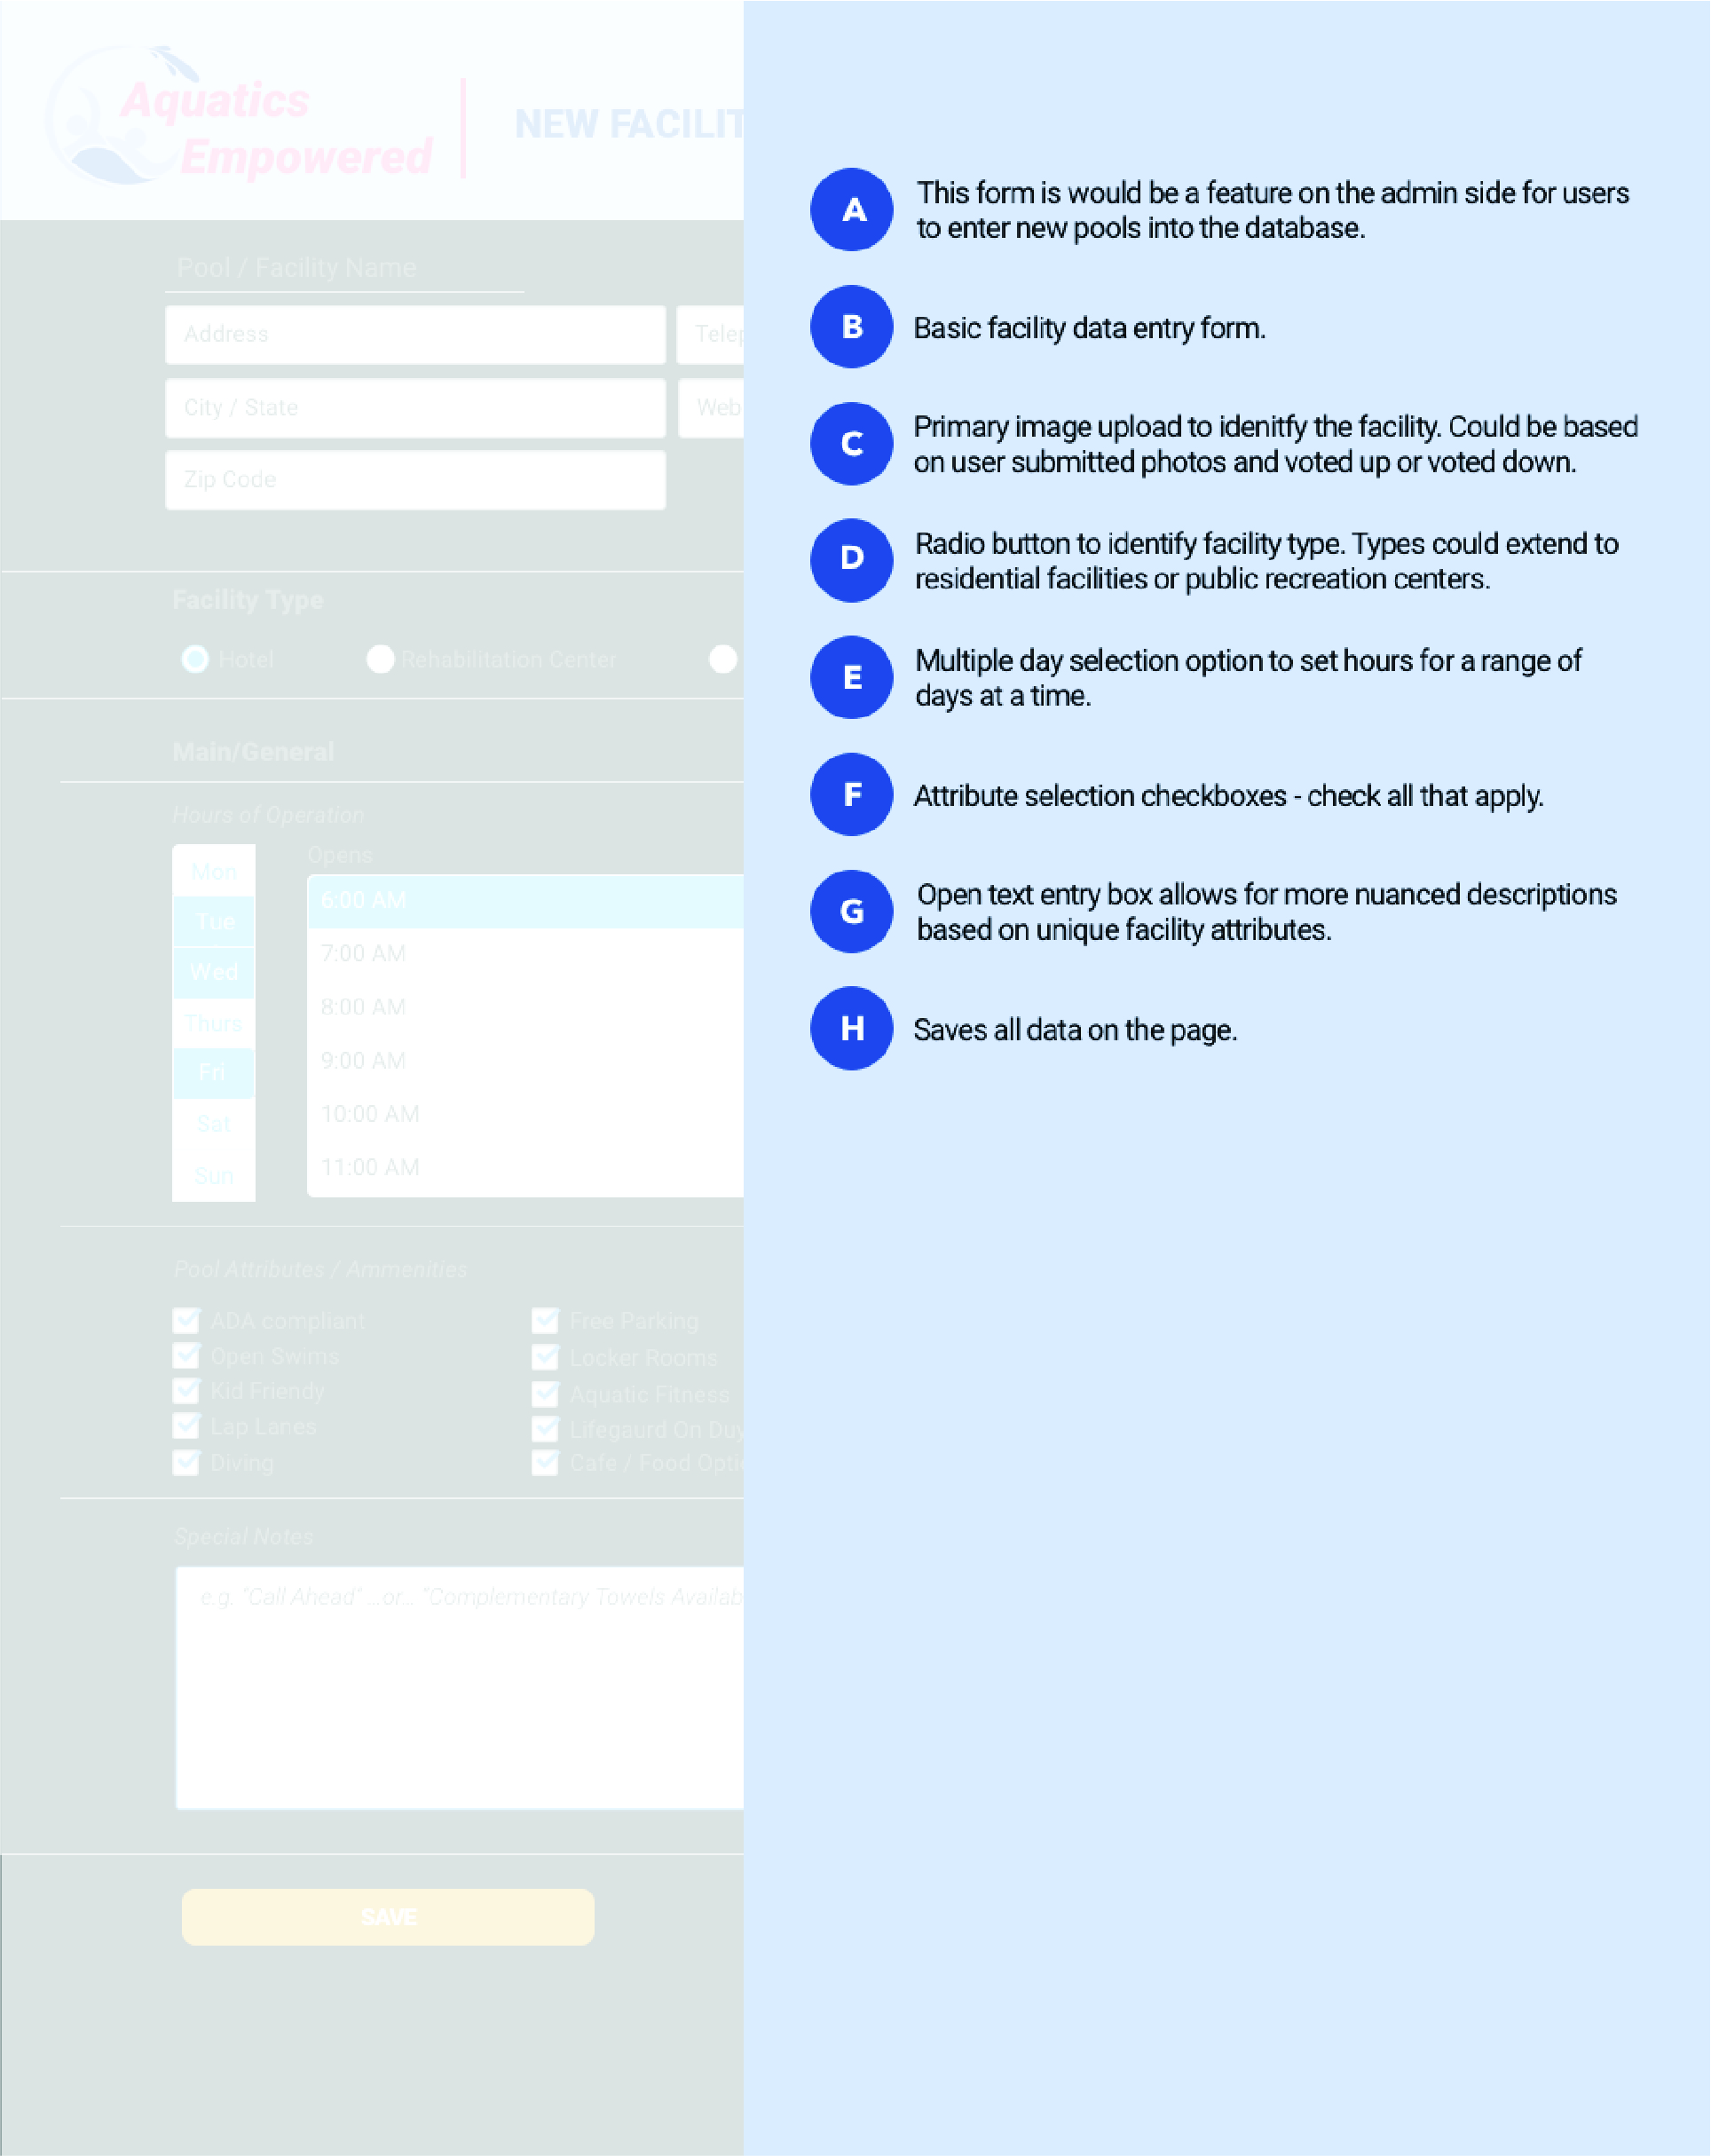 Aquatics
Empowered
NEW FACILIT
Pool / Facility Name
Address
Telep
City / State
Web
Zip Code
Facility Type
Hotel
Rehabilitation Center
Main/General
Hours of Operation
Opens
Mon
Tue
Wed
Thurs
Fri
Sat
Sun
6:00 AM
7:00 AM
8:00 AM
9:00 AM
10:00 AM
11:00 AM
Pool Attributes / Ammenities
ADA compliant
Open Swims
Kid Friendy
Lap Lanes
Diving
Free Parking
Locker Rooms
Aquatic Fitness
Lifegaurd On Duy
Cafe / Food Optio
Special Notes
e.g. "Call Ahead" ...or... "Complementary Towels Availab
SAVE
A
This form is would be a feature on the admin side for users
to enter new pools into the database.
B
Basic facility data entry form.
C
Primary image upload to idenitfy the facility. Could be based
on user submitted photos and voted up or voted down.
D
Radio button to identify facility type. Types could extend to
residential facilities or public recreation centers.
E
Multiple day selection option to set hours for a range of
days at a time.
F
Attribute selection checkboxes - check all that apply.
G
Open text entry box allows for more nuanced descriptions
based on unique facility attributes.
H
Saves all data on the page.